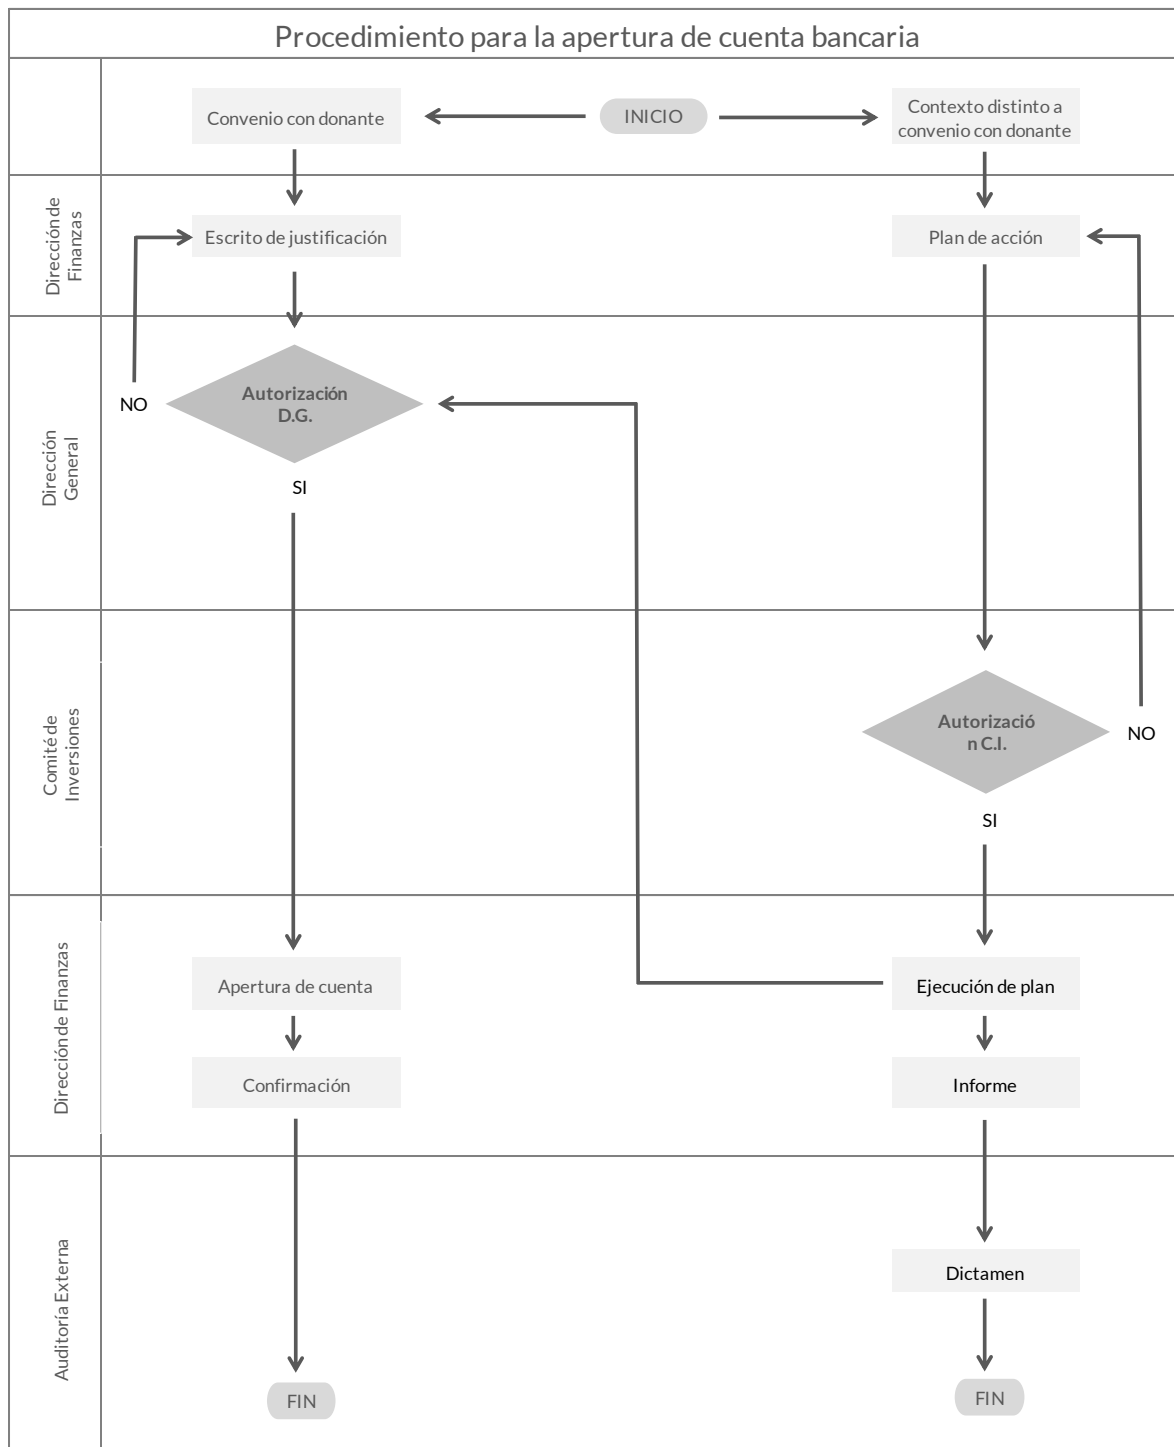 Procedimiento para la apertura de cuenta bancaria
Convenio con donante
INICIO
Contexto distinto a
convenio con donante
Dirección de
Finanzas
Escrito de justificación
Plan de acción
Dirección
General
NO
Autorización
D.G.
SI
Comité de
Inversiones
Autorizació
n C.I.
NO
SI
Dirección de Finanzas
Apertura de cuenta
Ejecución de plan
Confirmación
Informe
Auditoría Externa
Dictamen
FIN
FIN